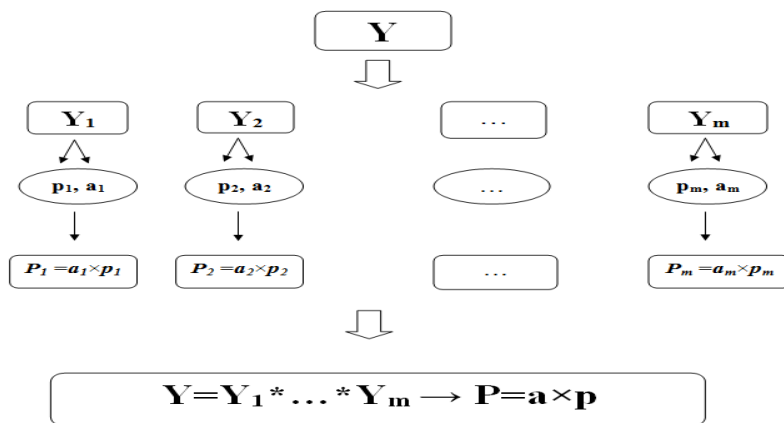 Y
Y₁ Y₂ ... Yₘ
p₁, a₁ p₂, a₂ ... pₘ, aₘ
P₁ =a₁×p₁ P₂ =a₂×p₂ ... Pₘ =aₘ×pₘ
Y=Y₁*...*Yₘ → P=a×p